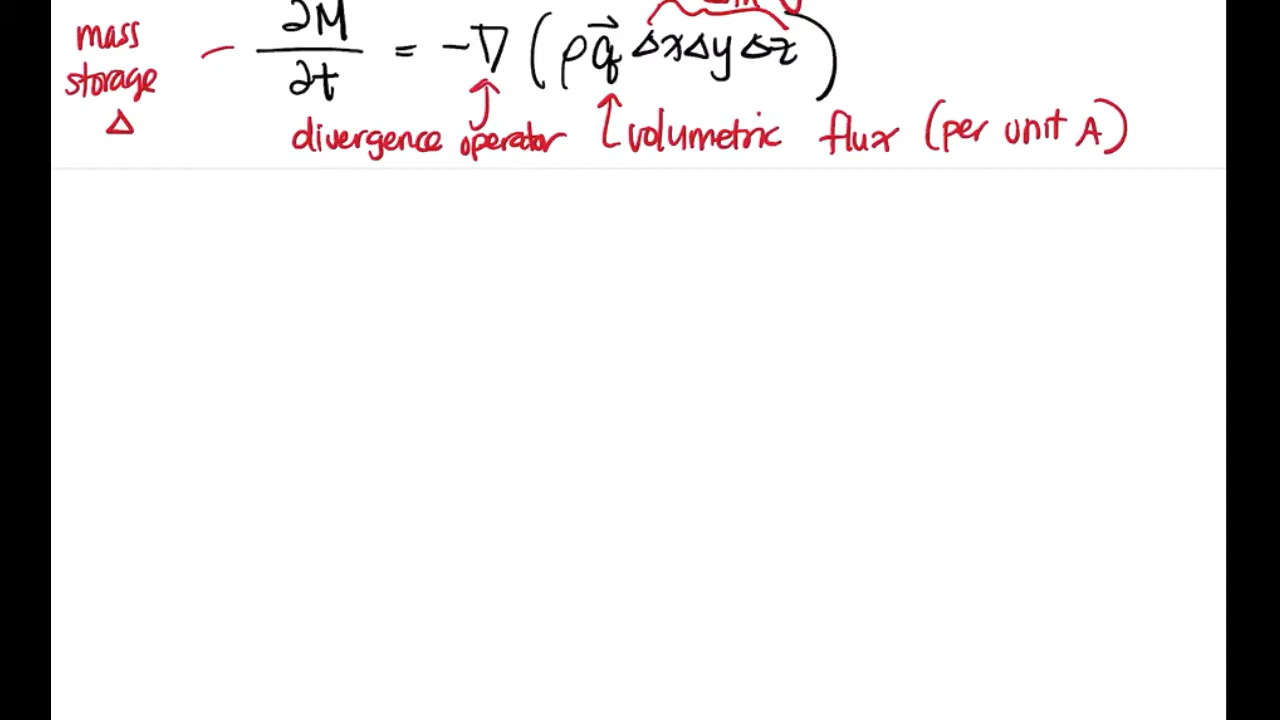 mass
storage
Δ
∂M/∂t = -∇ (ρq⃗ ΔxΔyΔz)
divergence operator
volumetric flux (per unit A)